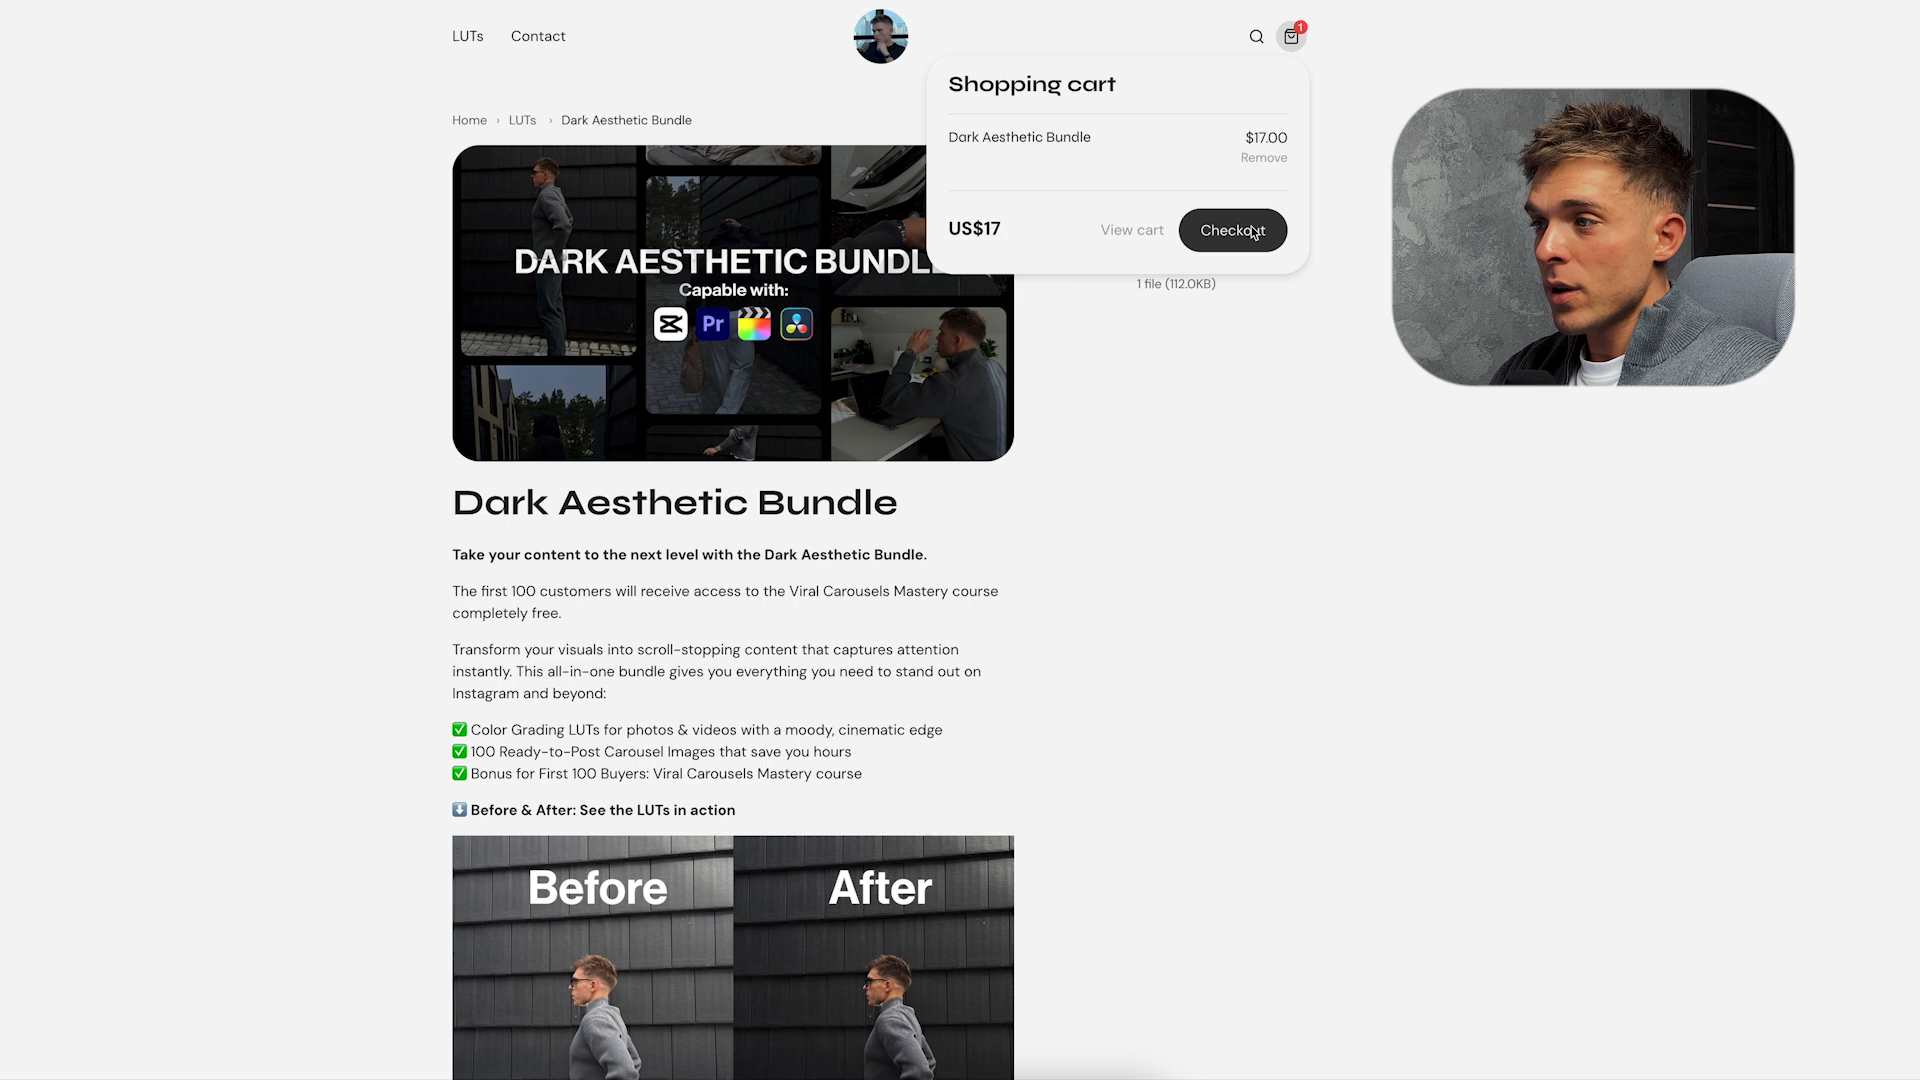 LUTs
Contact
1
Shopping cart
Dark Aesthetic Bundle
$17.00
Remove
US$17
View cart
Checkout
1 file (112.0KB)
Home › LUTs › Dark Aesthetic Bundle
DARK AESTHETIC BUNDLE
Capable with:
Pr
Dark Aesthetic Bundle
Take your content to the next level with the Dark Aesthetic Bundle.
The first 100 customers will receive access to the Viral Carousels Mastery course
completely free.
Transform your visuals into scroll-stopping content that captures attention
instantly. This all-in-one bundle gives you everything you need to stand out on
Instagram and beyond:
✅ Color Grading LUTs for photos & videos with a moody, cinematic edge
✅ 100 Ready-to-Post Carousel Images that save you hours
✅ Bonus for First 100 Buyers: Viral Carousels Mastery course
⬇️ Before & After: See the LUTs in action
Before
After